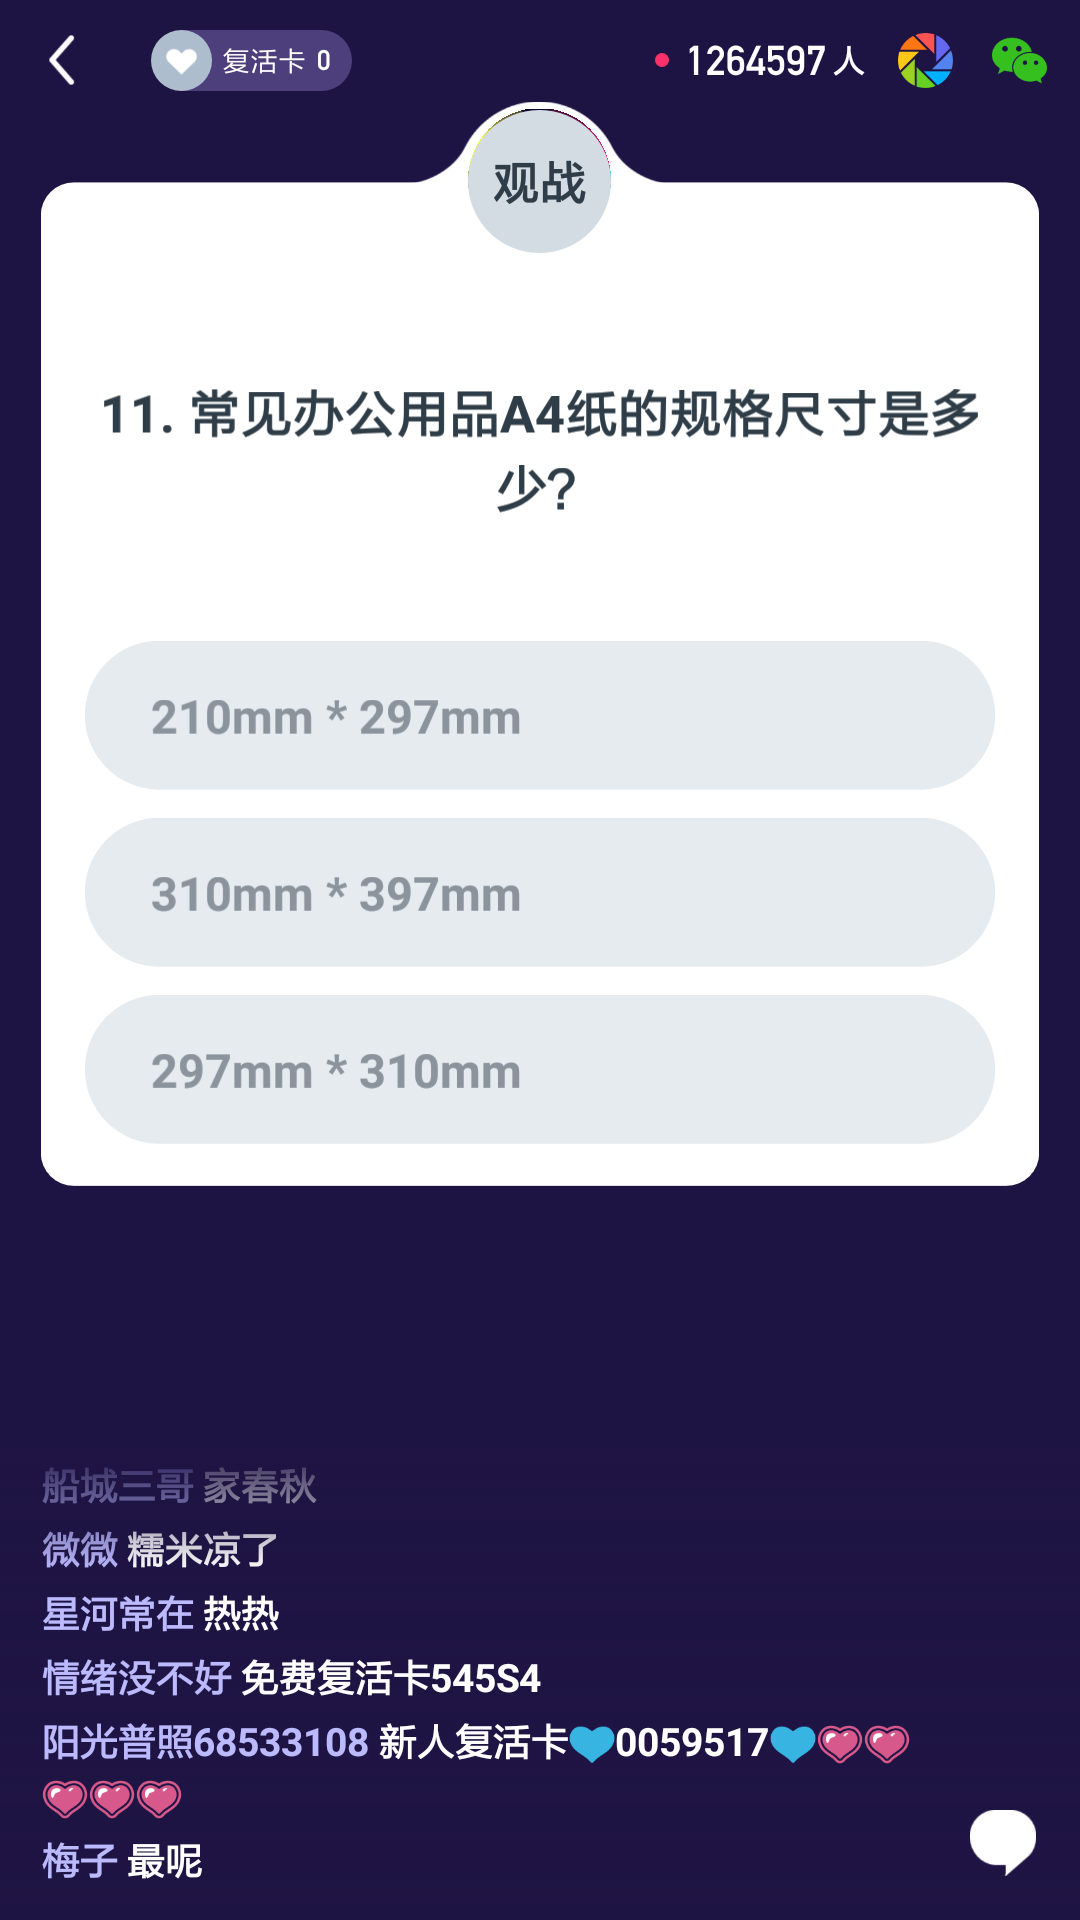 复活卡 0
1264597 人
观战
11. 常见办公用品A4纸的规格尺寸是多
少?
210mm * 297mm
310mm * 397mm
297mm * 310mm
船城三哥 家春秋
微微 糯米凉了
星河常在 热热
情绪没不好 免费复活卡545S4
阳光普照68533108 新人复活卡💙0059517💙💗💗
💗💗💗
梅子 最呢